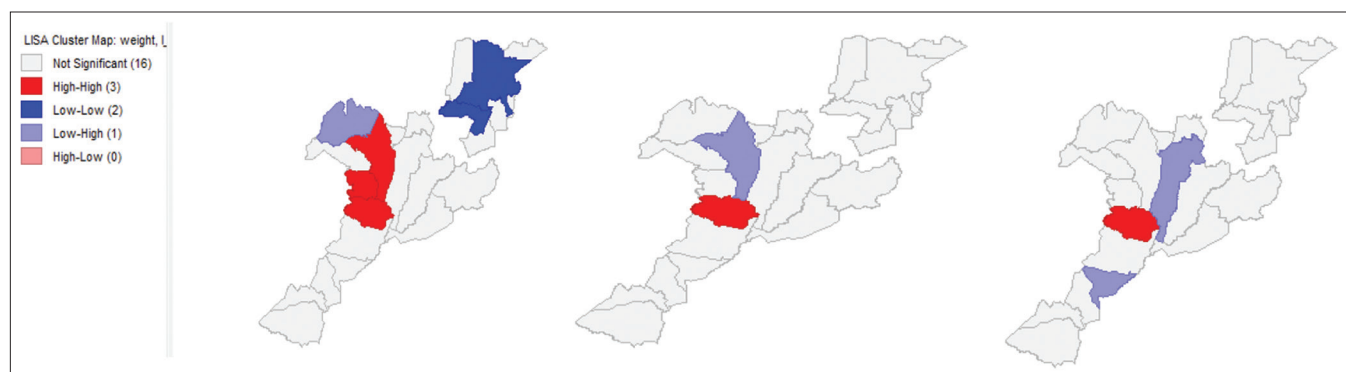 LISA Cluster Map: weight, I_
Not Significant (16)
High-High (3)
Low-Low (2)
Low-High (1)
High-Low (0)